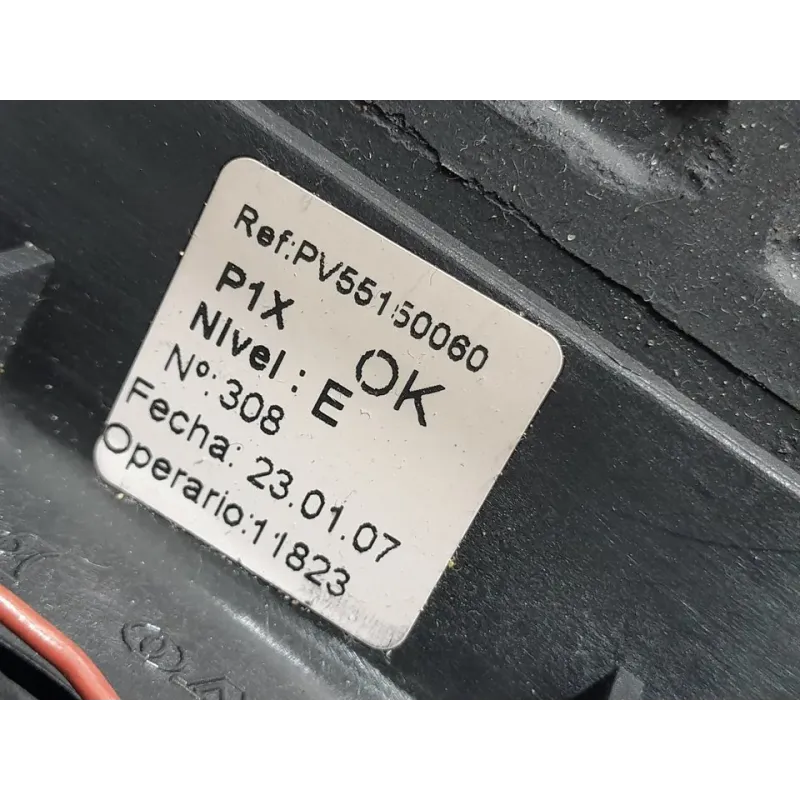 Ref:PV55150060
P1X
OK
Nivel : E
Nº: 308
Fecha: 23.01.07
Operario:11823